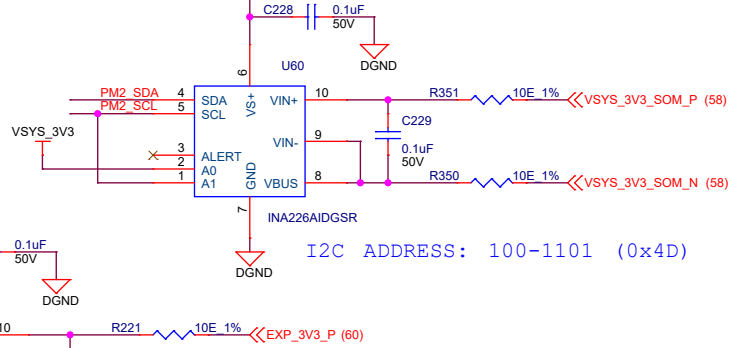 C228 0.1uF
50V
DGND
U60
6
PM2_SDA 4 SDA VS+ VIN+ 10 R351 10E_1% VSYS_3V3_SOM_P (58)
PM2_SCL 5 SCL
C229
VSYS_3V3
VIN- 9
0.1uF
50V
3 ALERT
2 A0
1 A1 GND VBUS 8 R350 10E_1% VSYS_3V3_SOM_N (58)
7
INA226AIDGSR
DGND
I2C ADDRESS: 100-1101 (0x4D)
0.1uF
50V
DGND
10 R221 10E_1% EXP_3V3_P (60)